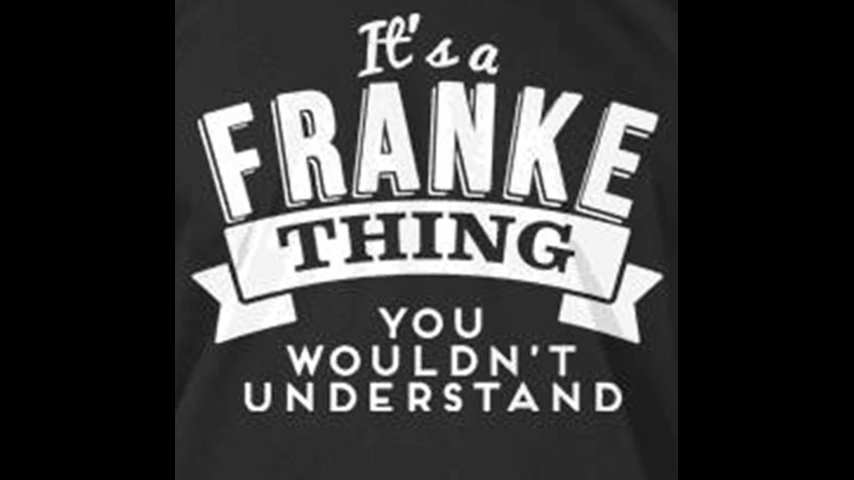 It's a
FRANKE
THING
YOU
WOULDN'T
UNDERSTAND